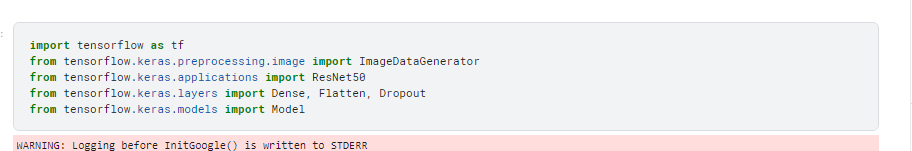 import tensorflow as tf
from tensorflow.keras.preprocessing.image import ImageDataGenerator
from tensorflow.keras.applications import ResNet50
from tensorflow.keras.layers import Dense, Flatten, Dropout
from tensorflow.keras.models import Model
WARNING: Logging before InitGoogle() is written to STDERR